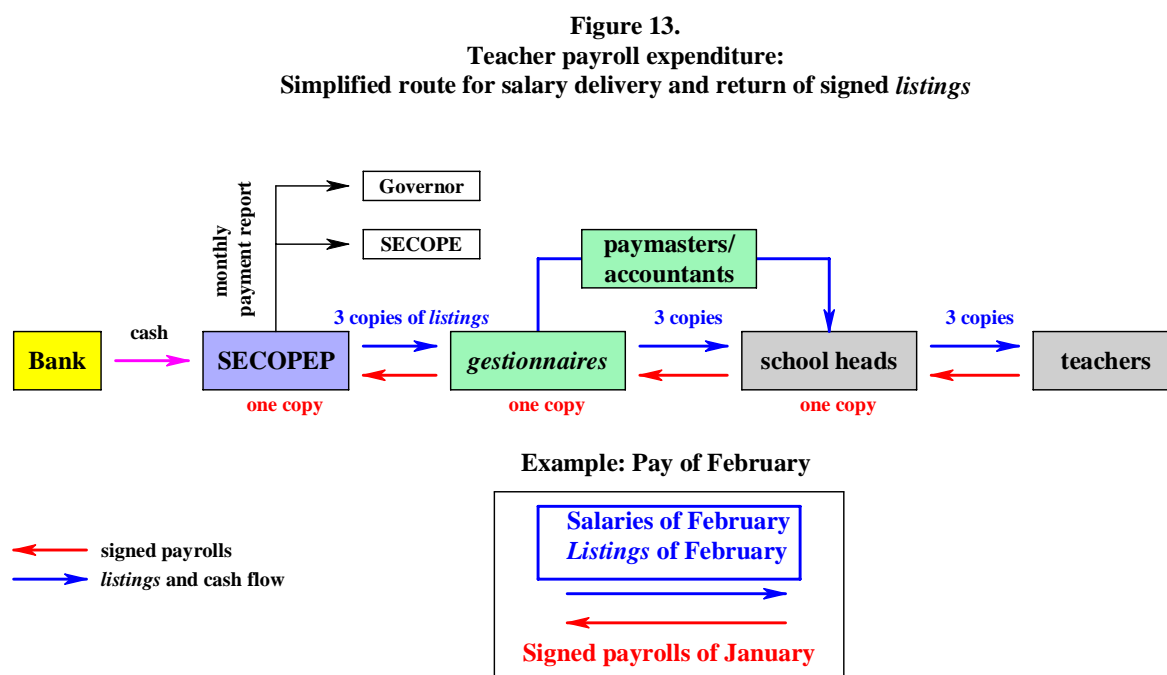 Figure 13.
Teacher payroll expenditure:
Simplified route for salary delivery and return of signed listings
monthly
payment report
Governor
SECOPE
paymasters/
accountants
cash
3 copies of listings
3 copies
3 copies
Bank
SECOPEP
gestionnaires
school heads
teachers
one copy
one copy
one copy
Example: Pay of February
Salaries of February
Listings of February
signed payrolls
listings and cash flow
Signed payrolls of January